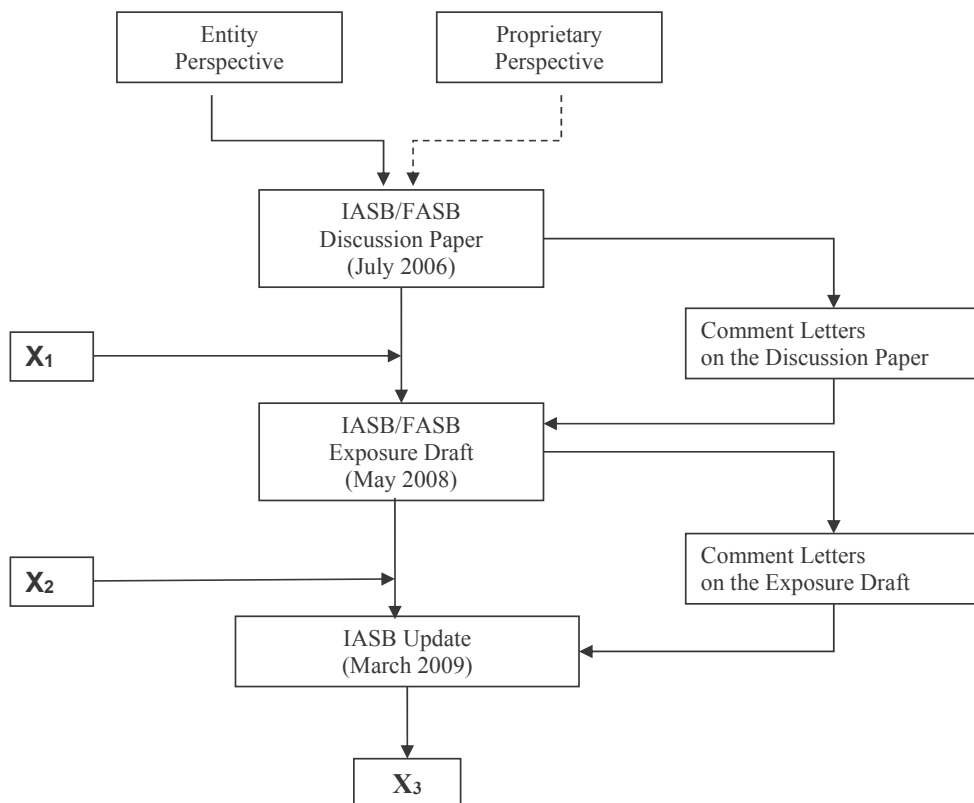 Entity
Perspective
Proprietary
Perspective
IASB/FASB
Discussion Paper
(July 2006)
X1
Comment Letters
on the Discussion Paper
IASB/FASB
Exposure Draft
(May 2008)
X2
Comment Letters
on the Exposure Draft
IASB Update
(March 2009)
X3